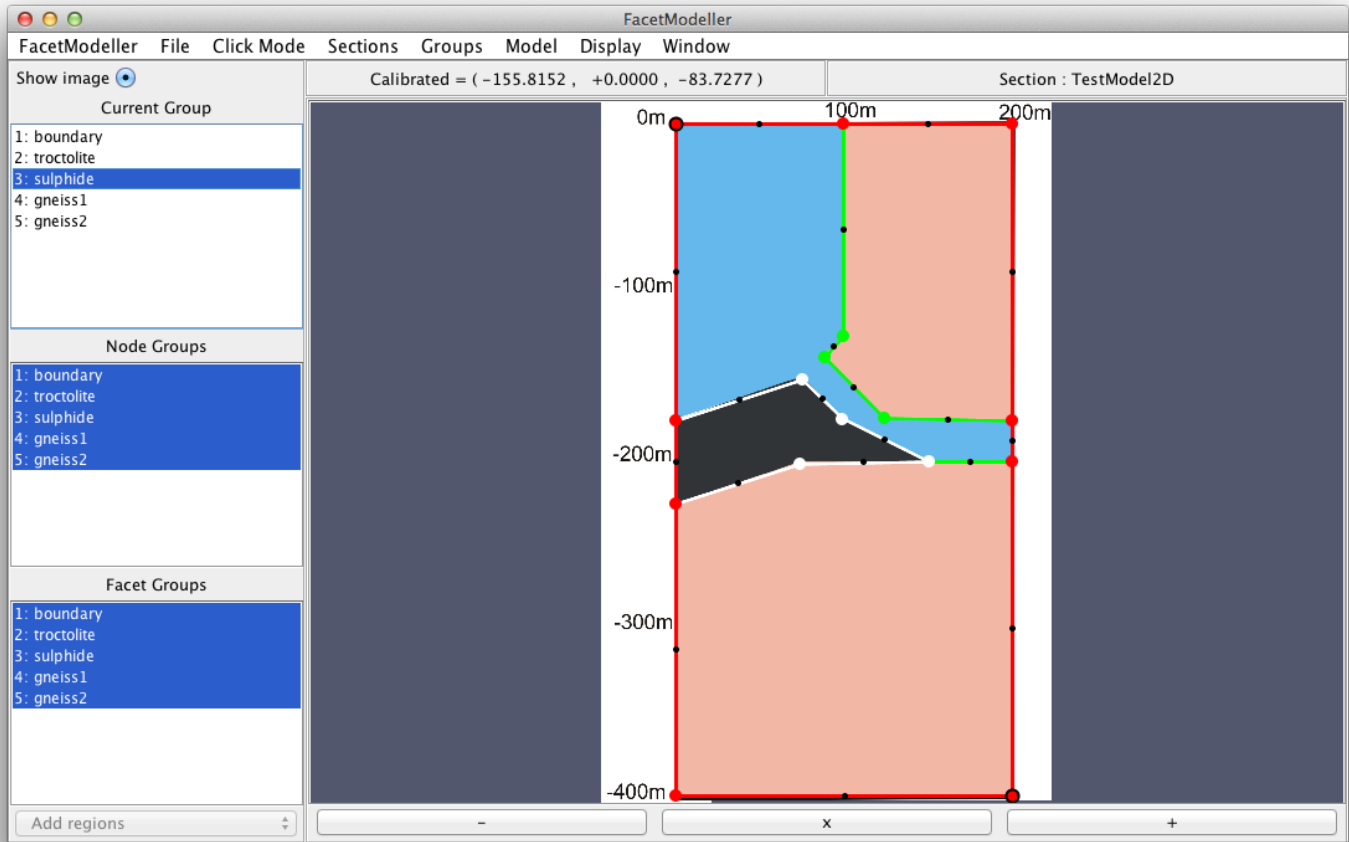 FacetModeller
FacetModeller File Click Mode Sections Groups Model Display Window
Show image
Calibrated = ( -155.8152 , +0.0000 , -83.7277 )
Section : TestModel2D
Current Group
1: boundary
2: troctolite
3: sulphide
4: gneiss1
5: gneiss2
Node Groups
1: boundary
2: troctolite
3: sulphide
4: gneiss1
5: gneiss2
Facet Groups
1: boundary
2: troctolite
3: sulphide
4: gneiss1
5: gneiss2
Add regions
0m
100m
200m
-100m
-200m
-300m
-400m
- x +